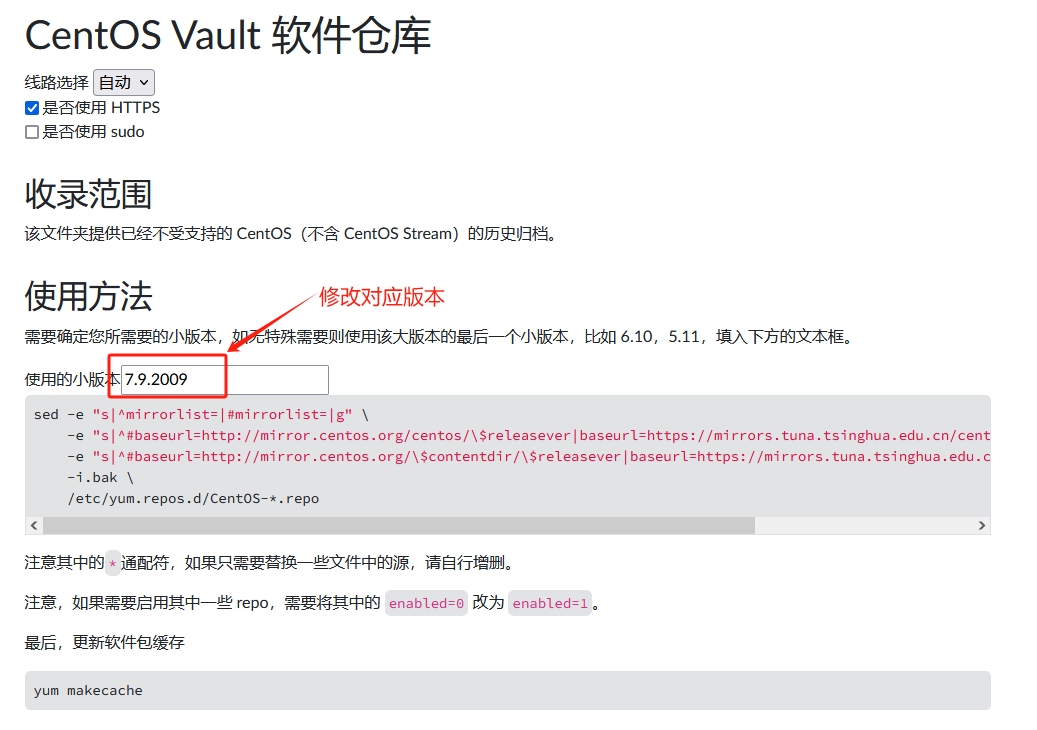 CentOS Vault 软件仓库
线路选择 自动
是否使用 HTTPS
是否使用 sudo
收录范围
该文件夹提供已经不受支持的 CentOS（不含 CentOS Stream）的历史归档。
使用方法
修改对应版本
需要确定您所需要的小版本，如无特殊需要则使用该大版本的最后一个小版本，比如 6.10，5.11，填入下方的文本框。
使用的小版本 7.9.2009
sed -e "s|^mirrorlist=|#mirrorlist=|g" \
-e "s|^#baseurl=http://mirror.centos.org/centos/\$releasever|baseurl=https://mirrors.tuna.tsinghua.edu.cn/cent
-e "s|^#baseurl=http://mirror.centos.org/\$contentdir/\$releasever|baseurl=https://mirrors.tuna.tsinghua.edu.c
-i.bak \
/etc/yum.repos.d/CentOS-*.repo
注意其中的 * 通配符，如果只需要替换一些文件中的源，请自行增删。
注意，如果需要启用其中一些 repo，需要将其中的 enabled=0 改为 enabled=1 。
最后，更新软件包缓存
yum makecache